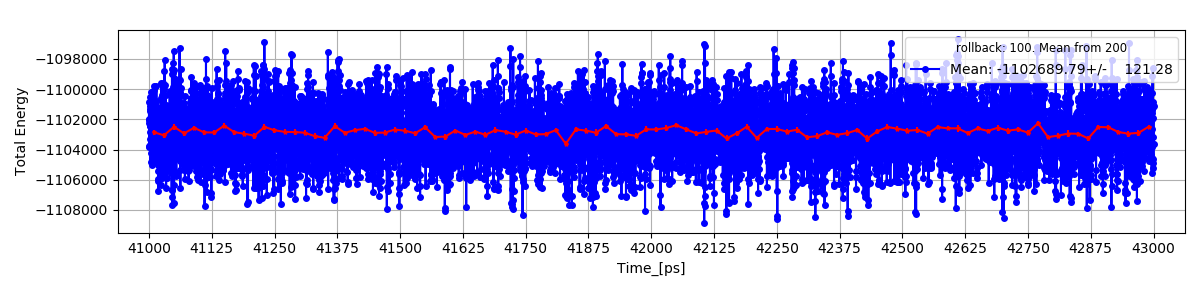 rollback: 100. Mean from 200
Mean: -1102689.79+/-    121.28
Total Energy
−1098000
−1100000
−1102000
−1104000
−1106000
−1108000
41000 41125 41250 41375 41500 41625 41750 41875 42000 42125 42250 42375 42500 42625 42750 42875 43000
Time_[ps]